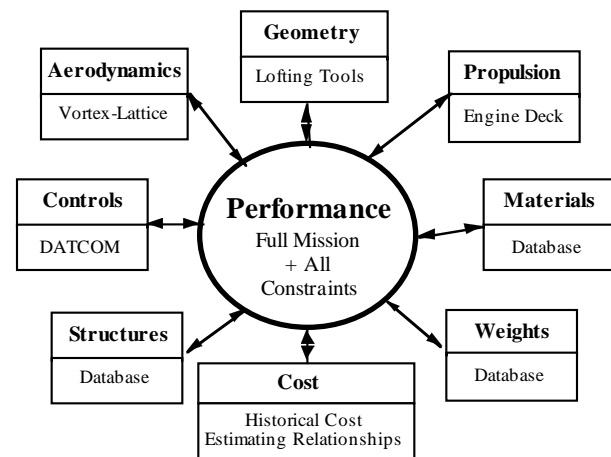 Geometry
Lofting Tools
Aerodynamics
Vortex-Lattice
Propulsion
Engine Deck
Controls
DATCOM
Performance
Full Mission
+ All
Constraints
Materials
Database
Structures
Database
Weights
Database
Cost
Historical Cost
Estimating Relationships